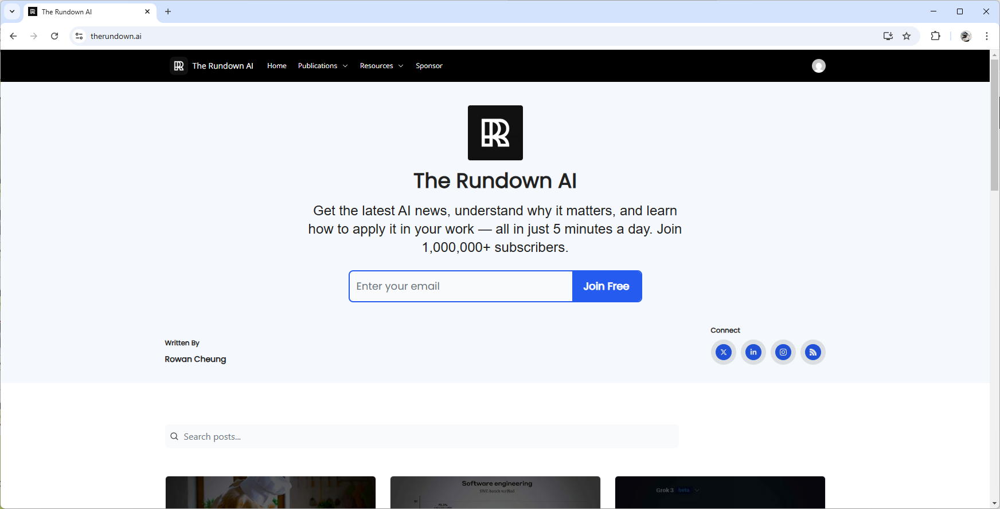 The Rundown AI
therundown.ai
The Rundown AI Home Publications Resources Sponsor
The Rundown AI
Get the latest AI news, understand why it matters, and learn
how to apply it in your work — all in just 5 minutes a day. Join
1,000,000+ subscribers.
Enter your email Join Free
Connect
Written By
Rowan Cheung
Search posts...
Software engineering
SWE-bench verified
Grok 3 beta
70.3%